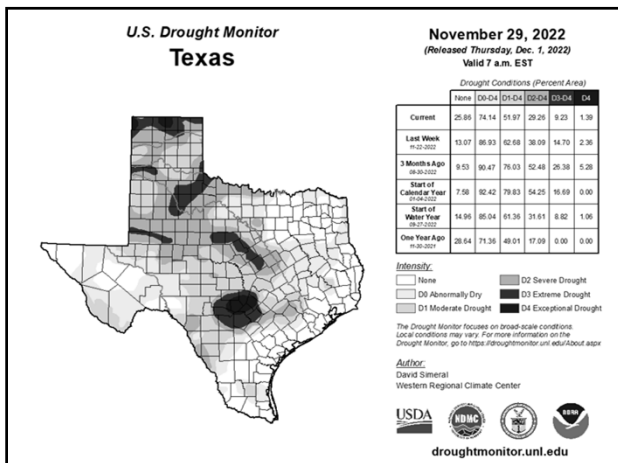 U.S. Drought Monitor
Texas
November 29, 2022
(Released Thursday, Dec. 1, 2022)
Valid 7 a.m. EST
Drought Conditions (Percent Area)
None D0-D4 D1-D4 D2-D4 D3-D4 D4
Current 25.86 74.14 51.97 29.26 9.23 1.39
Last Week 13.07 86.93 62.68 38.09 14.70 2.36
11-22-2022
3 Months Ago 9.53 90.47 76.03 52.48 26.38 5.28
08-30-2022
Start of Calendar Year 7.58 92.42 79.83 54.25 16.69 0.00
01-04-2022
Start of Water Year 14.96 85.04 61.36 31.61 8.82 1.06
09-27-2022
One Year Ago 28.64 71.36 49.01 17.09 0.00 0.00
11-30-2021
Intensity:
None
D0 Abnormally Dry
D1 Moderate Drought
D2 Severe Drought
D3 Extreme Drought
D4 Exceptional Drought
The Drought Monitor focuses on broad-scale conditions.
Local conditions may vary. For more information on the
Drought Monitor, go to https://droughtmonitor.unl.edu/About.aspx
Author:
David Simeral
Western Regional Climate Center
USDA
NDMC
NOAA
droughtmonitor.unl.edu